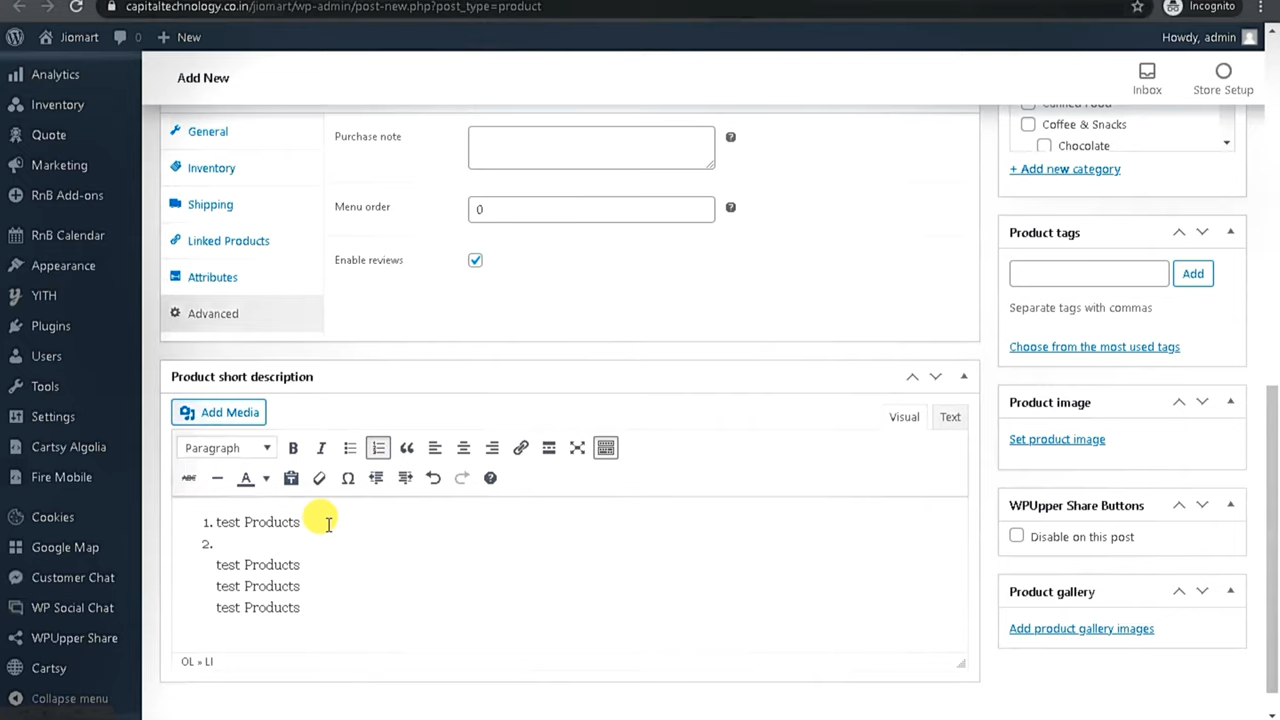 capitaltechnology.co.in/jiomart/wp-admin/post-new.php?post_type=product
Incognito
Jiomart
0
New
Howdy, admin
Analytics
Inventory
Quote
Marketing
RnB Add-ons
RnB Calendar
Appearance
YITH
Plugins
Users
Tools
Settings
Cartsy Algolia
Fire Mobile
Cookies
Google Map
Customer Chat
WP Social Chat
WPUpper Share
Cartsy
Collapse menu
Add New
Inbox
Store Setup
General
Inventory
Shipping
Linked Products
Attributes
Advanced
Purchase note
Menu order
0
Enable reviews
Product short description
Add Media
Visual
Text
Paragraph
B
I
ABC
A
1. test Products
2.
test Products
test Products
test Products
OL » LI
Coffee & Snacks
Chocolate
+ Add new category
Product tags
Add
Separate tags with commas
Choose from the most used tags
Product image
Set product image
WPUpper Share Buttons
Disable on this post
Product gallery
Add product gallery images